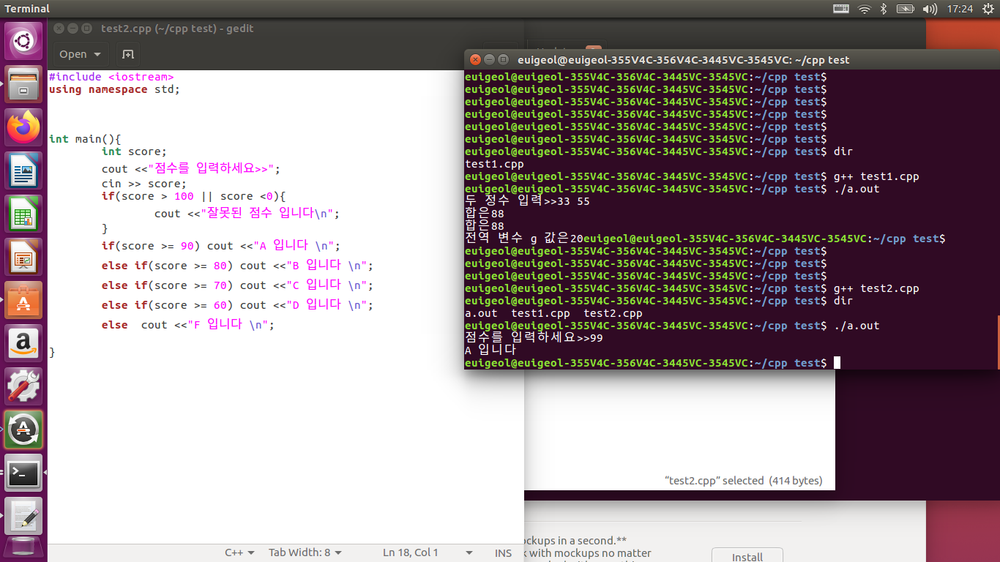 Terminal
17:24
test2.cpp (~/cpp test) - gedit
Open
#include <iostream>
using namespace std;
int main(){
int score;
cout <<"점수를 입력하세요>>";
cin >> score;
if(score > 100 || score <0){
cout <<"잘못된 점수 입니다\n";
}
if(score >= 90) cout <<"A 입니다 \n";
else if(score >= 80) cout <<"B 입니다 \n";
else if(score >= 70) cout <<"C 입니다 \n";
else if(score >= 60) cout <<"D 입니다 \n";
else  cout <<"F 입니다 \n";
}
C++
Tab Width: 8
Ln 18, Col 1
INS
euigeol@euigeol-355V4C-356V4C-3445VC-3545VC: ~/cpp test
euigeol@euigeol-355V4C-356V4C-3445VC-3545VC:~/cpp test$
euigeol@euigeol-355V4C-356V4C-3445VC-3545VC:~/cpp test$
euigeol@euigeol-355V4C-356V4C-3445VC-3545VC:~/cpp test$
euigeol@euigeol-355V4C-356V4C-3445VC-3545VC:~/cpp test$
euigeol@euigeol-355V4C-356V4C-3445VC-3545VC:~/cpp test$
euigeol@euigeol-355V4C-356V4C-3445VC-3545VC:~/cpp test$
euigeol@euigeol-355V4C-356V4C-3445VC-3545VC:~/cpp test$ dir
test1.cpp
euigeol@euigeol-355V4C-356V4C-3445VC-3545VC:~/cpp test$ g++ test1.cpp
euigeol@euigeol-355V4C-356V4C-3445VC-3545VC:~/cpp test$ ./a.out
두 정수 입력>>33 55
합은88
합은88
전역 변수 g 값은20euigeol@euigeol-355V4C-356V4C-3445VC-3545VC:~/cpp test$
euigeol@euigeol-355V4C-356V4C-3445VC-3545VC:~/cpp test$
euigeol@euigeol-355V4C-356V4C-3445VC-3545VC:~/cpp test$
euigeol@euigeol-355V4C-356V4C-3445VC-3545VC:~/cpp test$
euigeol@euigeol-355V4C-356V4C-3445VC-3545VC:~/cpp test$ g++ test2.cpp
euigeol@euigeol-355V4C-356V4C-3445VC-3545VC:~/cpp test$ dir
a.out  test1.cpp  test2.cpp
euigeol@euigeol-355V4C-356V4C-3445VC-3545VC:~/cpp test$ ./a.out
점수를 입력하세요>>99
A 입니다
euigeol@euigeol-355V4C-356V4C-3445VC-3545VC:~/cpp test$
“test2.cpp” selected (414 bytes)
in a second.**
with mockups no matter
Install